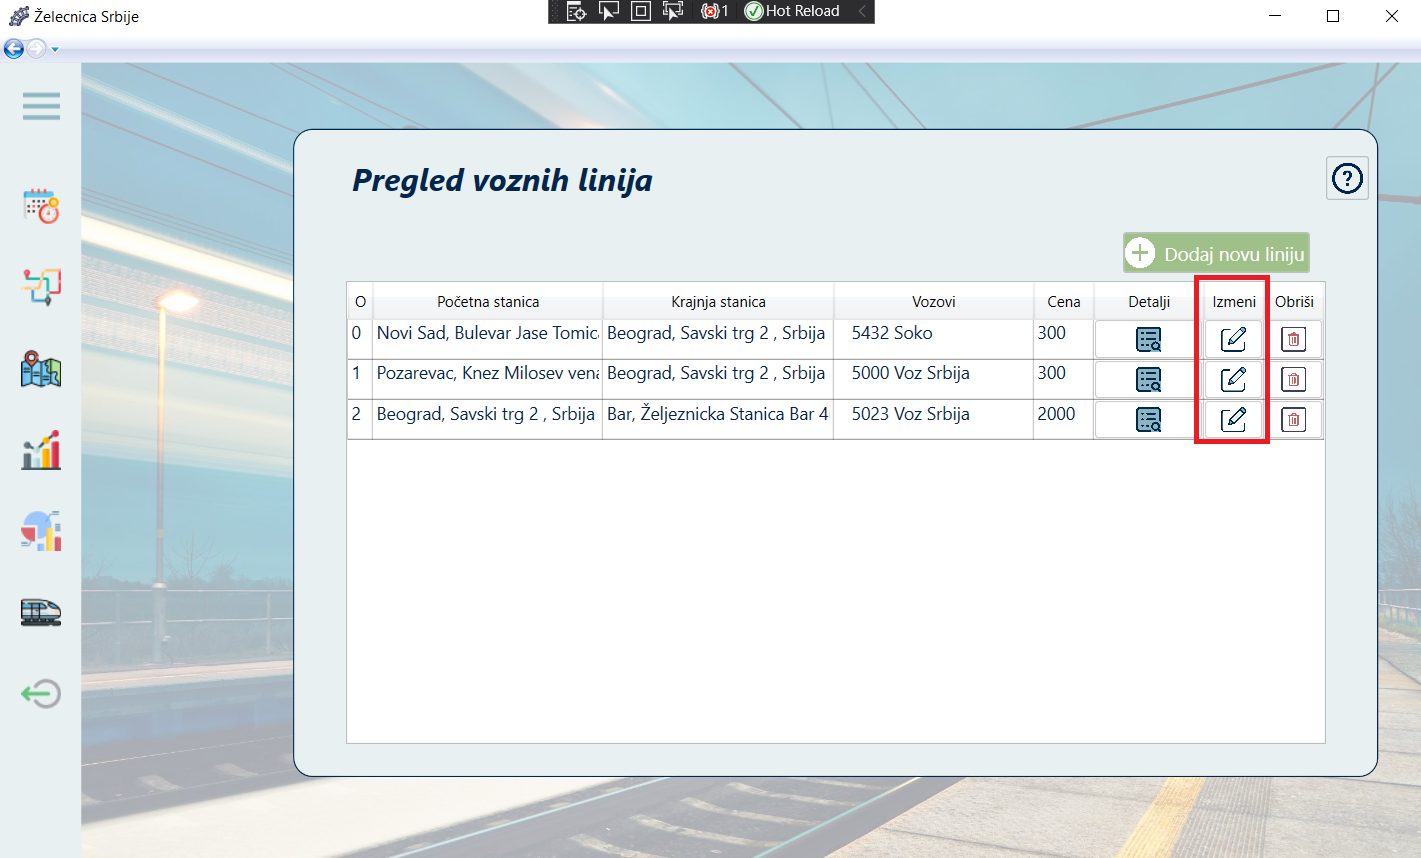 Želecnica Srbije
1 Hot Reload
Pregled voznih linija
Dodaj novu liniju
O Početna stanica Krajnja stanica Vozovi Cena Detalji Izmeni Obriši
0 Novi Sad, Bulevar Jase Tomic Beograd, Savski trg 2 , Srbija 5432 Soko 300
1 Pozarevac, Knez Milosev ven Beograd, Savski trg 2 , Srbija 5000 Voz Srbija 300
2 Beograd, Savski trg 2 , Srbija Bar, Željeznicka Stanica Bar 4 5023 Voz Srbija 2000